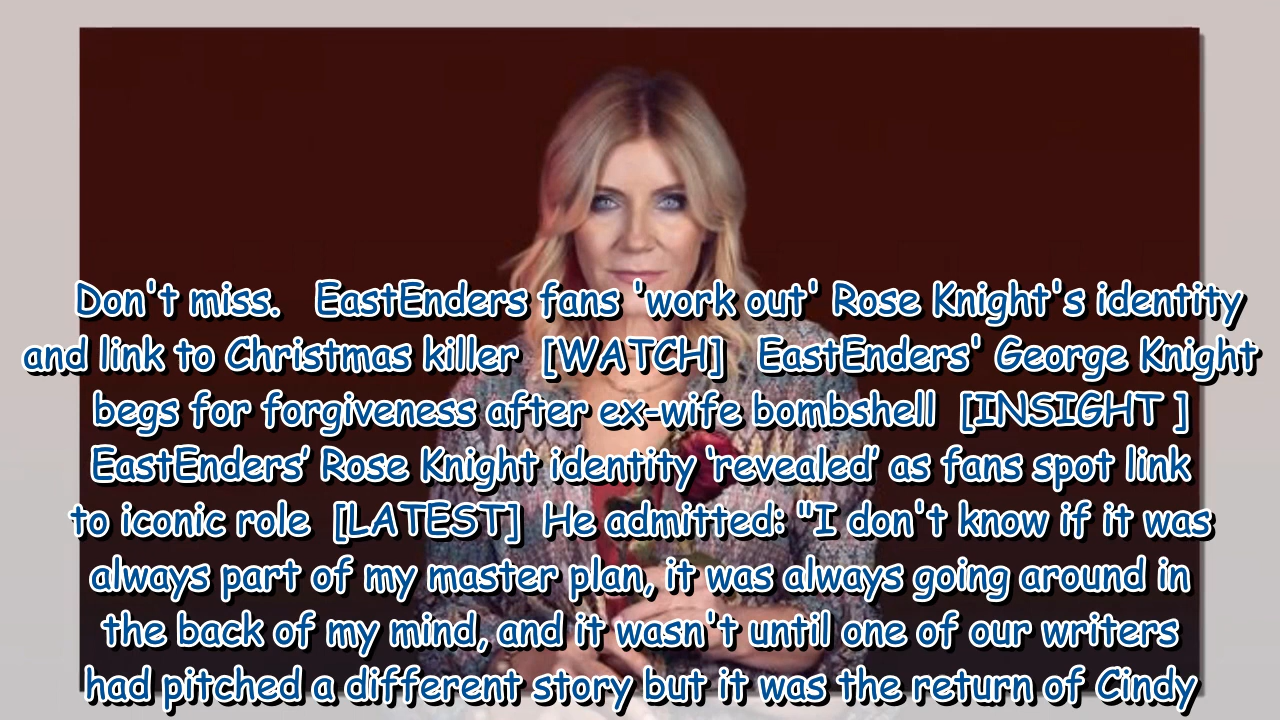 Don't miss. EastEnders fans 'work out' Rose Knight's identity
and link to Christmas killer [WATCH] EastEnders' George Knight
begs for forgiveness after ex-wife bombshell [INSIGHT ]
EastEnders’ Rose Knight identity ‘revealed’ as fans spot link
to iconic role [LATEST] He admitted: "I don't know if it was
always part of my master plan, it was always going around in
the back of my mind, and it wasn't until one of our writers
had pitched a different story but it was the return of Cindy